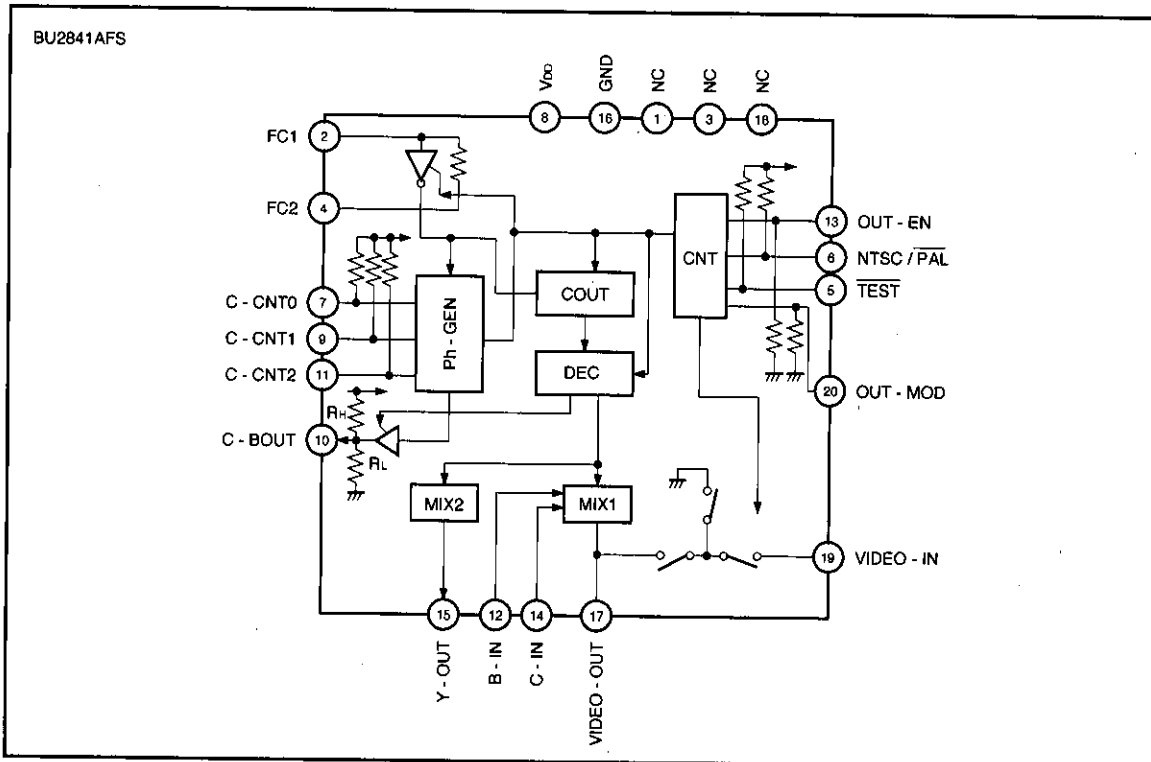 BU2841AFS
VDD
GND
NC
NC
NC
8
16
1
3
18
FC1
2
FC2
4
C - CNT0
7
C - CNT1
9
C - CNT2
11
C - BOUT
10
RH
RL
Ph - GEN
COUT
DEC
CNT
MIX2
MIX1
13
OUT - EN
6
NTSC / PAL
5
TEST
20
OUT - MOD
19
VIDEO - IN
15
12
14
17
Y - OUT
B - IN
C - IN
VIDEO - OUT